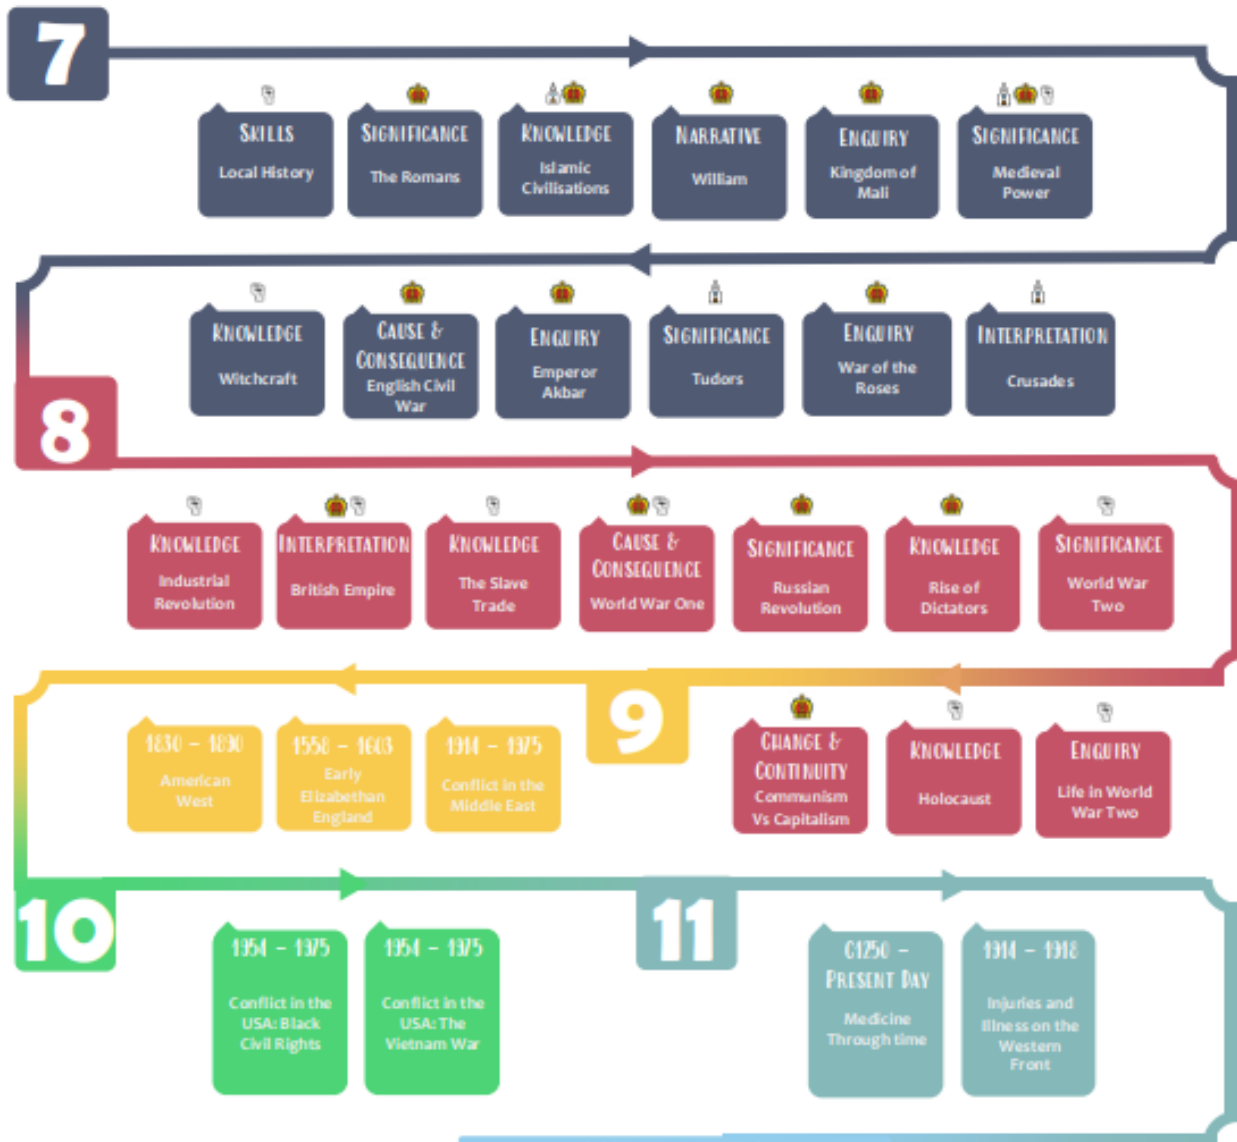 7
SKILLS
Local History
SIGNIFICANCE
The Romans
KNOWLEDGE
Islamic
Civilisations
NARRATIVE
William
ENQUIRY
Kingdom of
Mali
SIGNIFICANCE
Medieval
Power
KNOWLEDGE
Witchcraft
CAUSE &
CONSEQUENCE
English Civil
War
ENQUIRY
Emperor
Akbar
SIGNIFICANCE
Tudors
ENQUIRY
War of the
Roses
INTERPRETATION
Crusades
8
KNOWLEDGE
Industrial
Revolution
INTERPRETATION
British Empire
KNOWLEDGE
The Slave
Trade
CAUSE &
CONSEQUENCE
World War One
SIGNIFICANCE
Russian
Revolution
KNOWLEDGE
Rise of
Dictators
SIGNIFICANCE
World War
Two
9
1830 – 1890
American
West
1558 – 1603
Early
Elizabethan
England
1914 – 1975
Conflict in the
Middle East
CHANGE &
CONTINUITY
Communism
Vs Capitalism
KNOWLEDGE
Holocaust
ENQUIRY
Life in World
War Two
10
1954 – 1975
Conflict in the
USA: Black
Civil Rights
1954 – 1975
Conflict in the
USA: The
Vietnam War
11
C1250 –
PRESENT DAY
Medicine
Through time
1914 – 1918
Injuries and
Illness on the
Western
Front